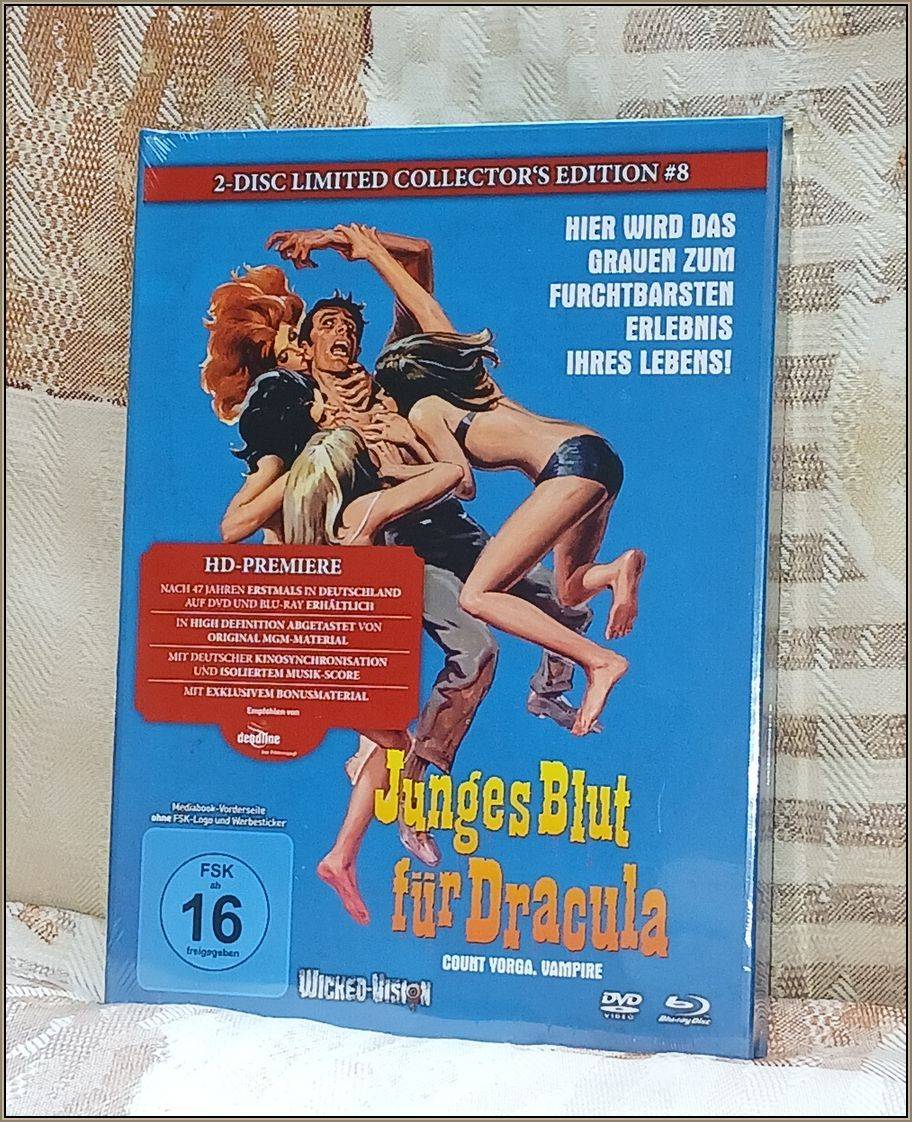 2-DISC LIMITED COLLECTOR'S EDITION #8
HIER WIRD DAS
GRAUEN ZUM
FURCHTBARSTEN
ERLEBNIS
IHRES LEBENS!
HD-PREMIERE
NACH 47 JAHREN ERSTMALS IN DEUTSCHLAND
AUF DVD UND BLU-RAY ERHÄLTLICH
IN HIGH DEFINITION ABGETASTET VON
ORIGINAL MGM-MATERIAL
MIT DEUTSCHER KINOSYNCHRONISATION
UND ISOLIERTEM MUSIK-SCORE
MIT EXKLUSIVEM BONUSMATERIAL
Empfohlen von
deadline
Junges Blut
für Dracula
COUNT YORGA, VAMPIRE
Mediabook-Vorderseite
ohne FSK-Logo und Werbesticker
FSK
ab
16
freigegeben
WICKED-VISION
DVD
VIDEO
Blu-ray Disc